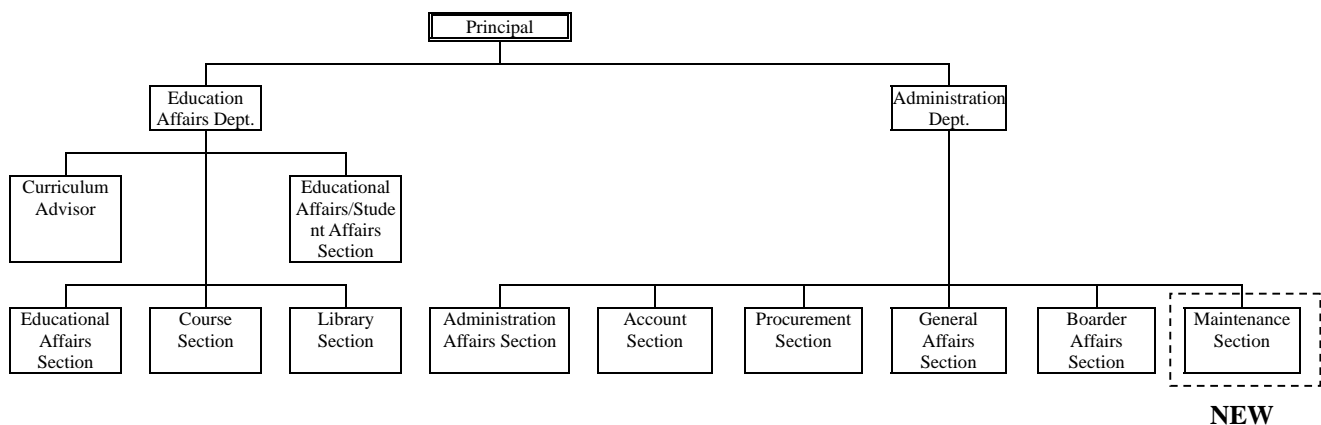 Principal
Education
Affairs Dept.
Administration
Dept.
Curriculum
Advisor
Educational
Affairs/Stude
nt Affairs
Section
Educational
Affairs
Section
Course
Section
Library
Section
Administration
Affairs Section
Account
Section
Procurement
Section
General
Affairs
Section
Boarder
Affairs
Section
Maintenance
Section
NEW